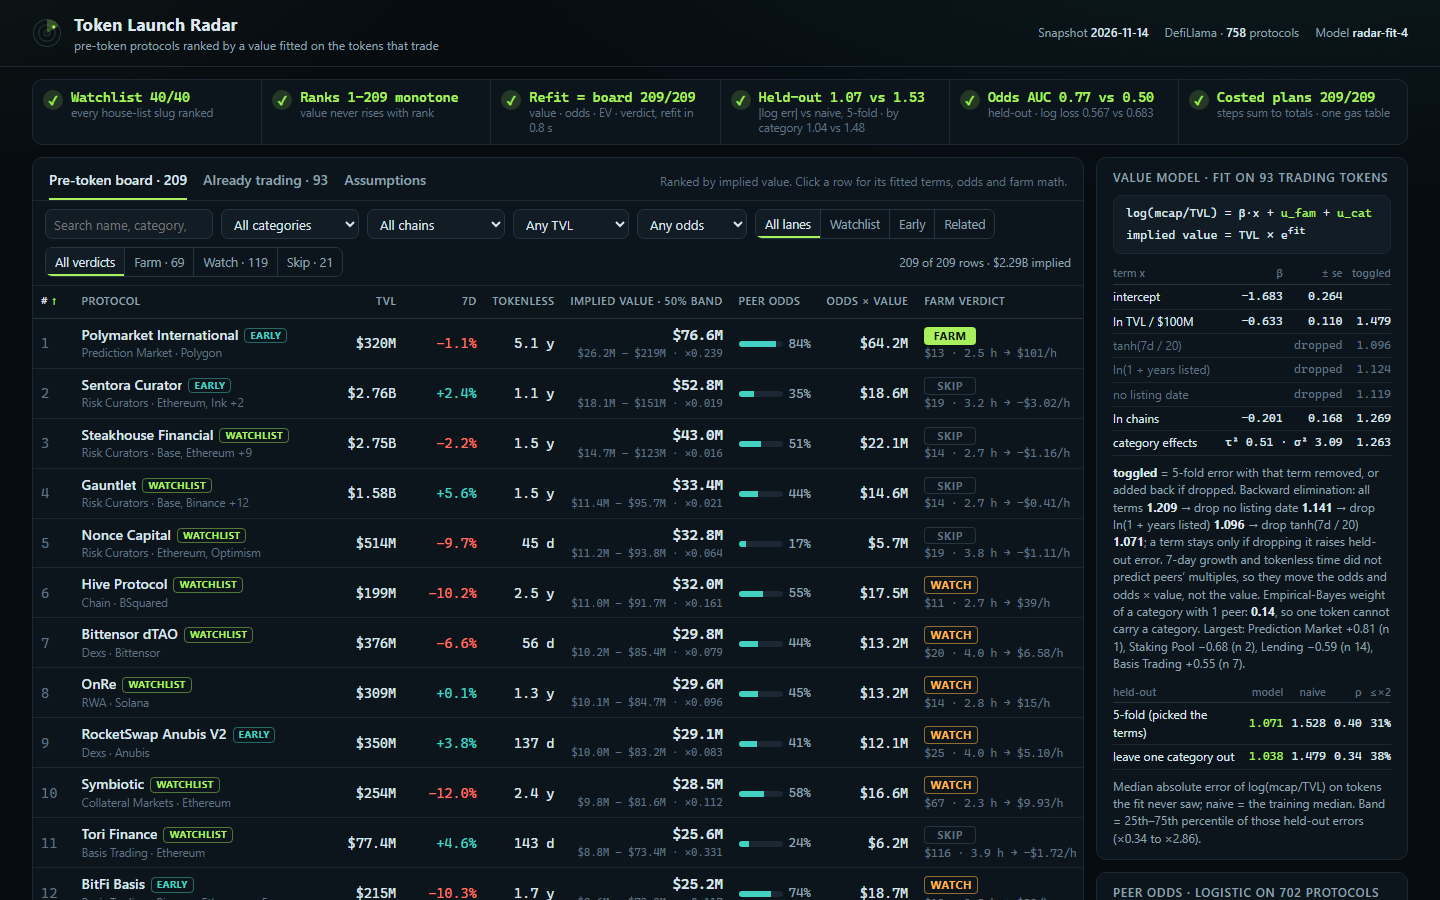 Token Launch Radar
pre-token protocols ranked by a value fitted on the tokens that trade
Snapshot 2026-11-14 DefiLlama · 758 protocols Model radar-fit-4
Watchlist 40/40
every house-list slug ranked
Ranks 1–209 monotone
value never rises with rank
Refit = board 209/209
value · odds · EV · verdict, refit in
0.8 s
Held-out 1.07 vs 1.53
|log err| vs naive, 5-fold · by
category 1.04 vs 1.48
Odds AUC 0.77 vs 0.50
held-out · log loss 0.567 vs 0.683
Costed plans 209/209
steps sum to totals · one gas table
Pre-token board · 209 Already trading · 93 Assumptions
Ranked by implied value. Click a row for its fitted terms, odds and farm math.
Search name, category, All categories All chains Any TVL Any odds All lanes Watchlist Early Related
All verdicts Farm · 69 Watch · 119 Skip · 21
209 of 209 rows · $2.29B implied
# ↑ PROTOCOL TVL 7D TOKENLESS IMPLIED VALUE · 50% BAND PEER ODDS ODDS × VALUE FARM VERDICT
1 Polymarket International EARLY $320M −1.1% 5.1 y $76.6M 84% $64.2M FARM
Prediction Market · Polygon $26.2M – $219M · ×0.239 $13 · 2.5 h → $101/h
2 Sentora Curator EARLY $2.76B +2.4% 1.1 y $52.8M 35% $18.6M SKIP
Risk Curators · Ethereum, Ink +2 $18.1M – $151M · ×0.019 $19 · 3.2 h → −$3.02/h
3 Steakhouse Financial WATCHLIST $2.75B −2.2% 1.5 y $43.0M 51% $22.1M SKIP
Risk Curators · Base, Ethereum +9 $14.7M – $123M · ×0.016 $14 · 2.7 h → −$1.16/h
4 Gauntlet WATCHLIST $1.58B +5.6% 1.5 y $33.4M 44% $14.6M SKIP
Risk Curators · Base, Binance +12 $11.4M – $95.7M · ×0.021 $14 · 2.7 h → −$0.41/h
5 Nonce Capital WATCHLIST $514M −9.7% 45 d $32.8M 17% $5.7M SKIP
Risk Curators · Ethereum, Optimism $11.2M – $93.8M · ×0.064 $19 · 3.8 h → −$1.11/h
6 Hive Protocol WATCHLIST $199M −10.2% 2.5 y $32.0M 55% $17.5M WATCH
Chain · BSquared $11.0M – $91.7M · ×0.161 $11 · 2.7 h → $39/h
7 Bittensor dTAO WATCHLIST $376M −6.6% 56 d $29.8M 44% $13.2M WATCH
Dexs · Bittensor $10.2M – $85.4M · ×0.079 $20 · 4.0 h → $6.58/h
8 OnRe WATCHLIST $309M +0.1% 1.3 y $29.6M 45% $13.2M WATCH
RWA · Solana $10.1M – $84.7M · ×0.096 $14 · 2.8 h → $15/h
9 RocketSwap Anubis V2 EARLY $350M +3.8% 137 d $29.1M 41% $12.1M WATCH
Dexs · Anubis $10.0M – $83.2M · ×0.083 $25 · 4.0 h → $5.10/h
10 Symbiotic WATCHLIST $254M −12.0% 2.4 y $28.5M 58% $16.6M WATCH
Collateral Markets · Ethereum $9.8M – $81.6M · ×0.112 $67 · 2.3 h → $9.93/h
11 Tori Finance WATCHLIST $77.4M +4.6% 143 d $25.6M 24% $6.2M SKIP
Basis Trading · Ethereum $8.8M – $73.4M · ×0.331 $116 · 3.9 h → −$1.72/h
12 BitFi Basis EARLY $215M −10.3% 1.7 y $25.2M 74% $18.7M WATCH
VALUE MODEL · FIT ON 93 TRADING TOKENS
log(mcap/TVL) = β·x + u_fam + u_cat
implied value = TVL × e^fit
term x β ± se toggled
intercept −1.683 0.264
ln TVL / $100M −0.633 0.110 1.479
tanh(7d / 20) dropped 1.096
ln(1 + years listed) dropped 1.124
no listing date dropped 1.119
ln chains −0.201 0.168 1.269
category effects τ² 0.51 · σ² 3.09 1.263
toggled = 5-fold error with that term removed, or
added back if dropped. Backward elimination: all
terms 1.209 → drop no listing date 1.141 → drop
ln(1 + years listed) 1.096 → drop tanh(7d / 20)
1.071; a term stays only if dropping it raises held-
out error. 7-day growth and tokenless time did not
predict peers’ multiples, so they move the odds and
odds × value, not the value. Empirical-Bayes weight
of a category with 1 peer: 0.14, so one token cannot
carry a category. Largest: Prediction Market +0.81 (n
1), Staking Pool −0.68 (n 2), Lending −0.59 (n 14),
Basis Trading +0.55 (n 7).
held-out model naive ρ ≤×2
5-fold (picked the
terms) 1.071 1.528 0.40 31%
leave one category out 1.038 1.479 0.34 38%
Median absolute error of log(mcap/TVL) on tokens
the fit never saw; naive = the training median. Band
= 25th–75th percentile of those held-out errors
(×0.34 to ×2.86).
PEER ODDS · LOGISTIC ON 702 PROTOCOLS